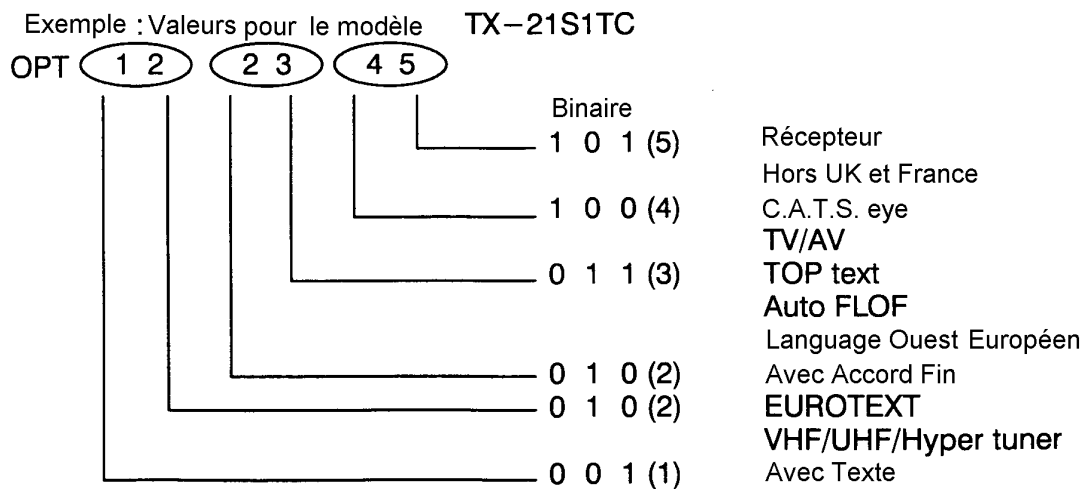 Exemple : Valeurs pour le modèle TX-21S1TC
OPT 1 2 2 3 4 5
Binaire
1 0 1 (5) Récepteur
Hors UK et France
1 0 0 (4) C.A.T.S. eye
TV/AV
0 1 1 (3) TOP text
Auto FLOF
Language Ouest Européen
0 1 0 (2) Avec Accord Fin
0 1 0 (2) EUROTEXT
VHF/UHF/Hyper tuner
0 0 1 (1) Avec Texte